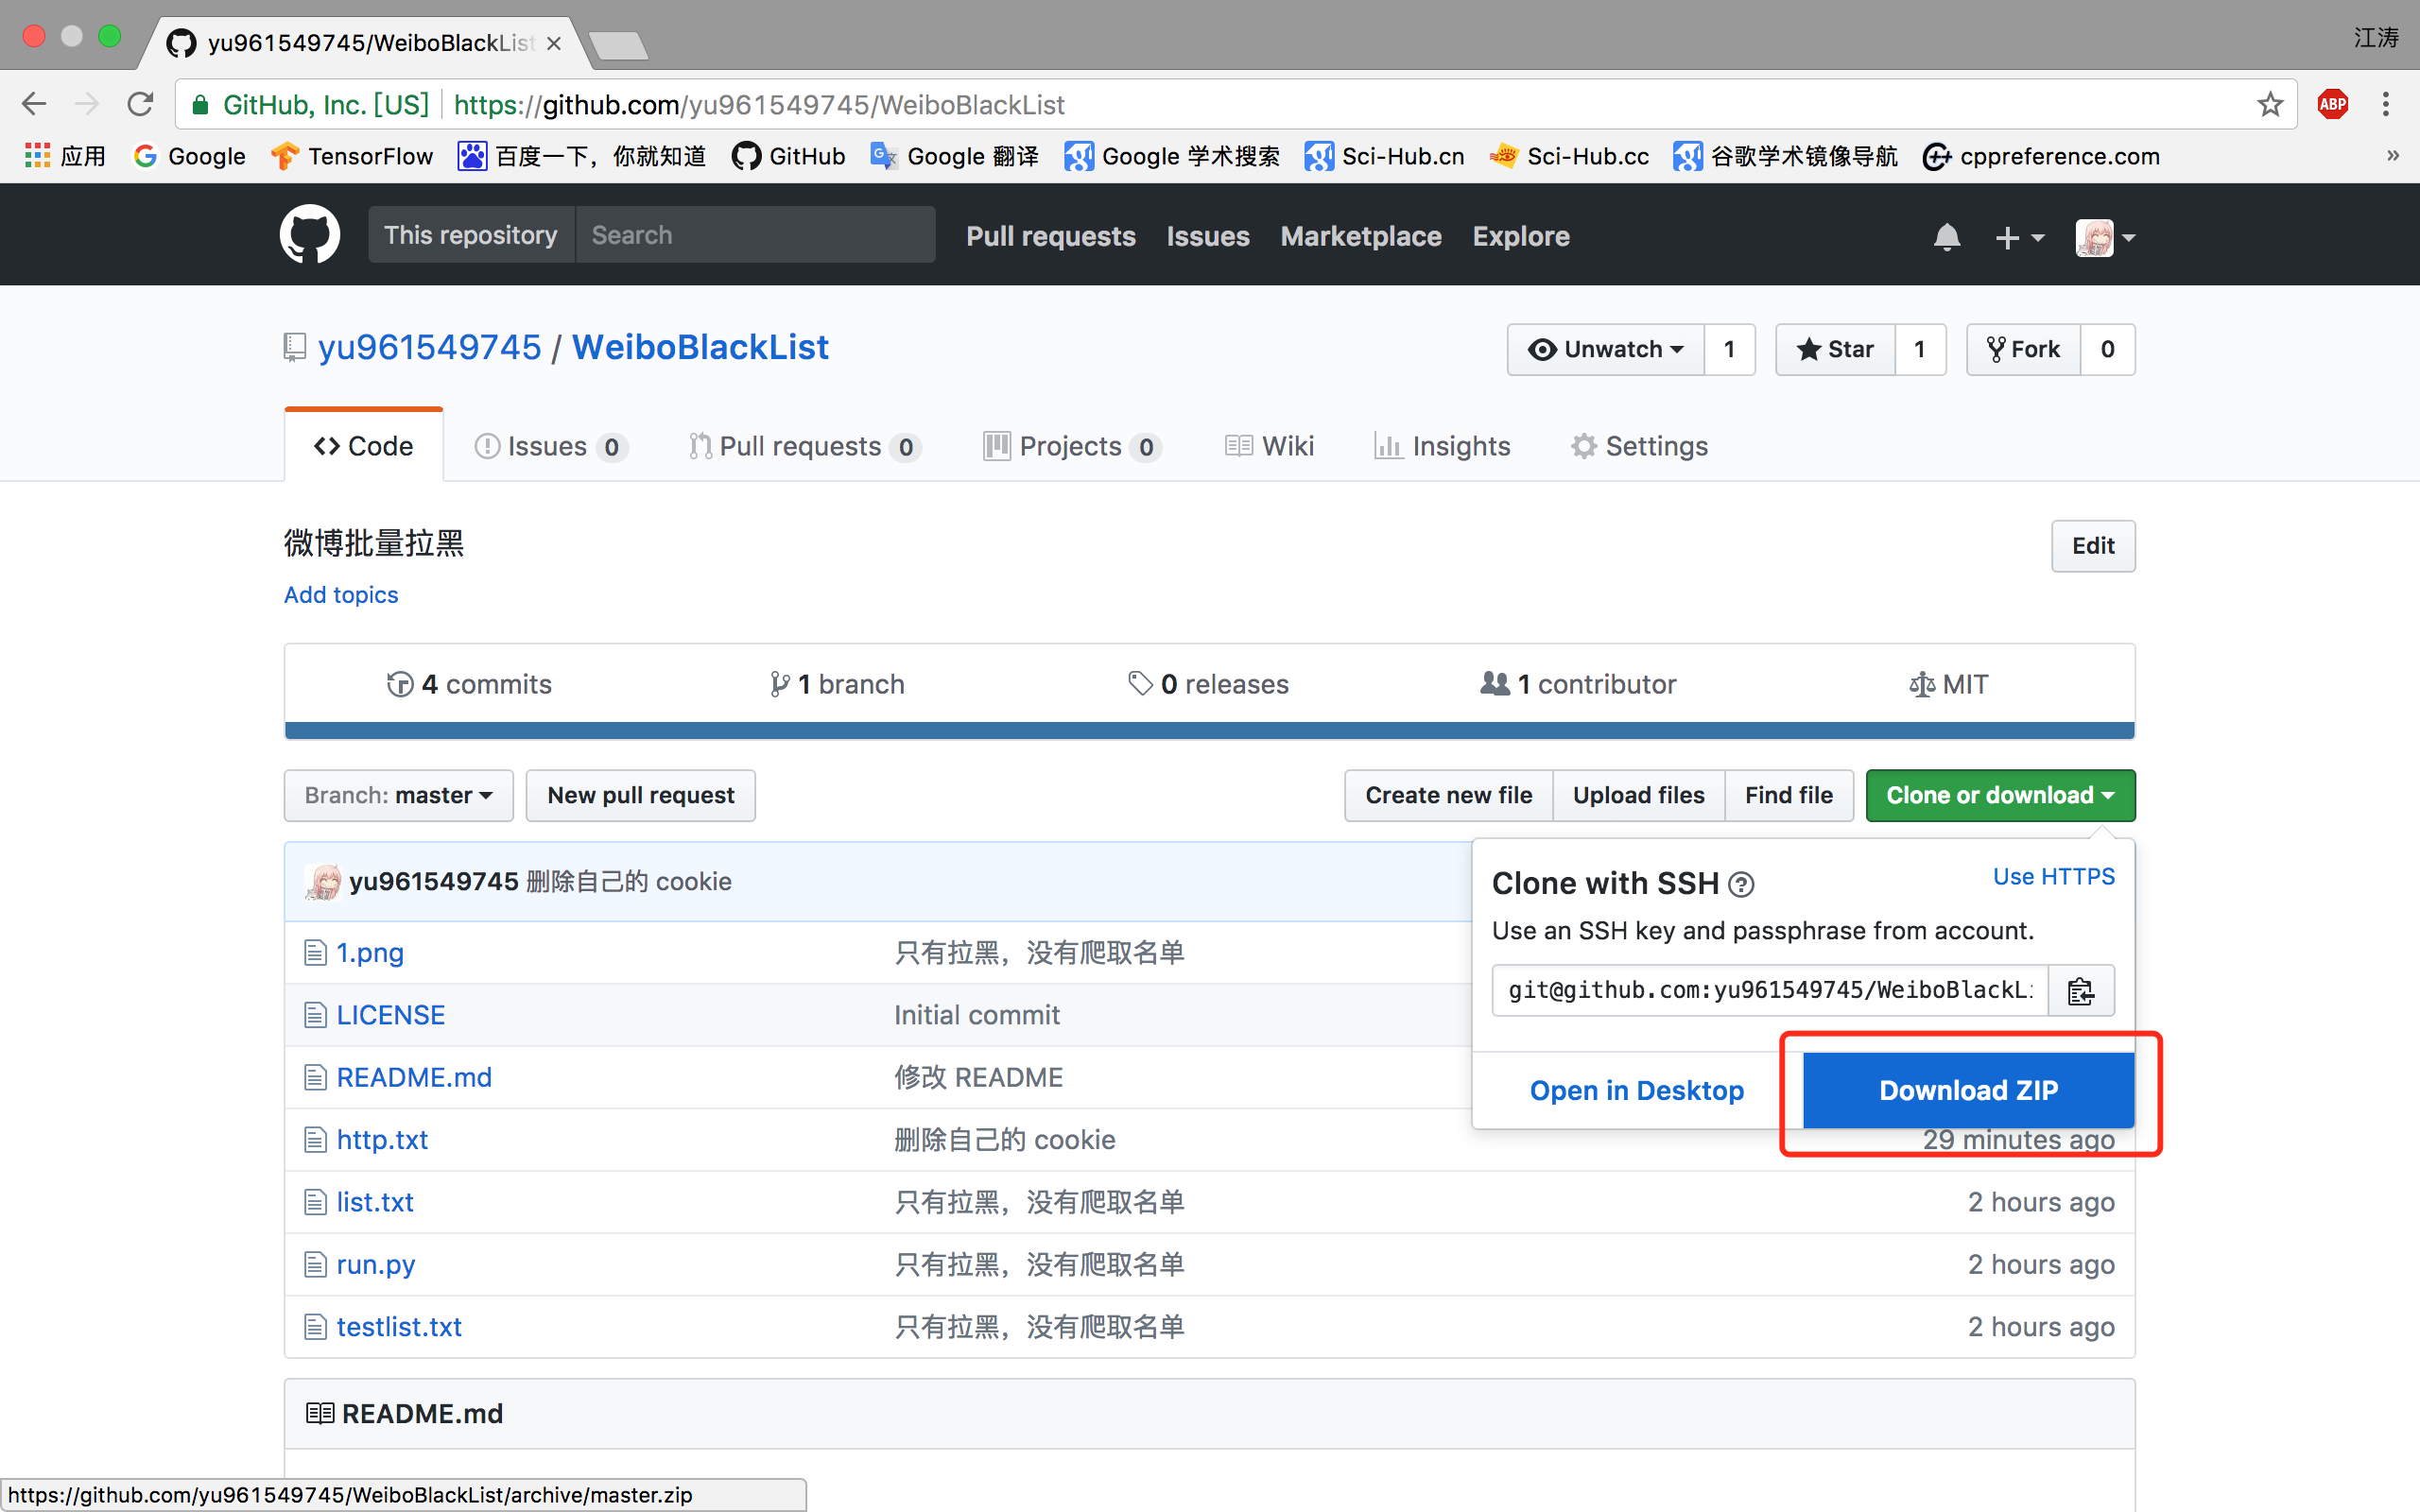 yu961549745/WeiboBlackList
江涛
GitHub, Inc. [US] https://github.com/yu961549745/WeiboBlackList
ABP
应用 Google TensorFlow 百度一下，你就知道 GitHub Google 翻译 Google 学术搜索 Sci-Hub.cn Sci-Hub.cc 谷歌学术镜像导航 cppreference.com »
This repository Search Pull requests Issues Marketplace Explore
yu961549745 / WeiboBlackList Unwatch 1 Star 1 Fork 0
Code Issues 0 Pull requests 0 Projects 0 Wiki Insights Settings
微博批量拉黑 Edit
Add topics
4 commits 1 branch 0 releases 1 contributor MIT
Branch: master New pull request Create new file Upload files Find file Clone or download
yu961549745 删除自己的 cookie
Clone with SSH Use HTTPS
Use an SSH key and passphrase from account.
git@github.com:yu961549745/WeiboBlackL
Open in Desktop Download ZIP
1.png 只有拉黑，没有爬取名单
LICENSE Initial commit
README.md 修改 README
http.txt 删除自己的 cookie 29 minutes ago
list.txt 只有拉黑，没有爬取名单 2 hours ago
run.py 只有拉黑，没有爬取名单 2 hours ago
testlist.txt 只有拉黑，没有爬取名单 2 hours ago
README.md
https://github.com/yu961549745/WeiboBlackList/archive/master.zip